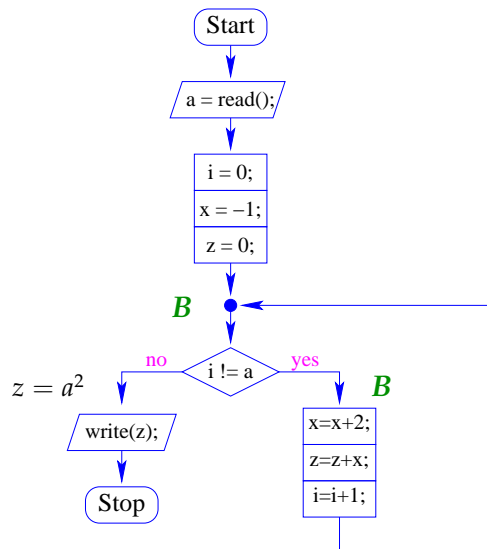 Start
a = read();
i = 0;
x = –1;
z = 0;
B
no
i != a
yes
z = a²
B
write(z);
x=x+2;
z=z+x;
i=i+1;
Stop